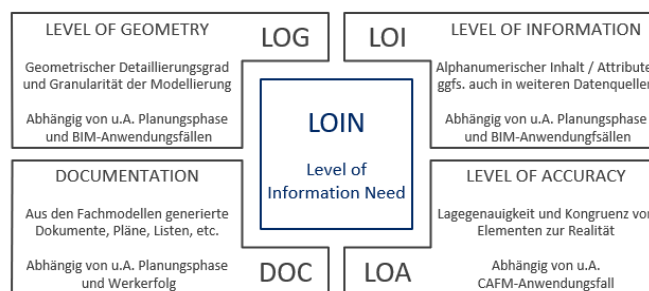 LEVEL OF GEOMETRY
LOG
Geometrischer Detaillierungsgrad
und Granularität der Modellierung
Abhängig von u.A. Planungsphase
und BIM-Anwendungsfällen
LOI
LEVEL OF INFORMATION
Alphanumerischer Inhalt / Attribute
ggfs. auch in weiteren Datenquellen
Abhängig von u.A. Planungsphase
und BIM-Anwendungfsällen
LOIN
Level of
Information Need
DOCUMENTATION
Aus den Fachmodellen generierte
Dokumente, Pläne, Listen, etc.
Abhängig von u.A. Planungsphase
und Werkerfolg
DOC
LEVEL OF ACCURACY
Lagegenauigkeit und Kongruenz von
Elementen zur Realität
Abhängig von u.A.
CAFM-Anwendungsfall
LOA